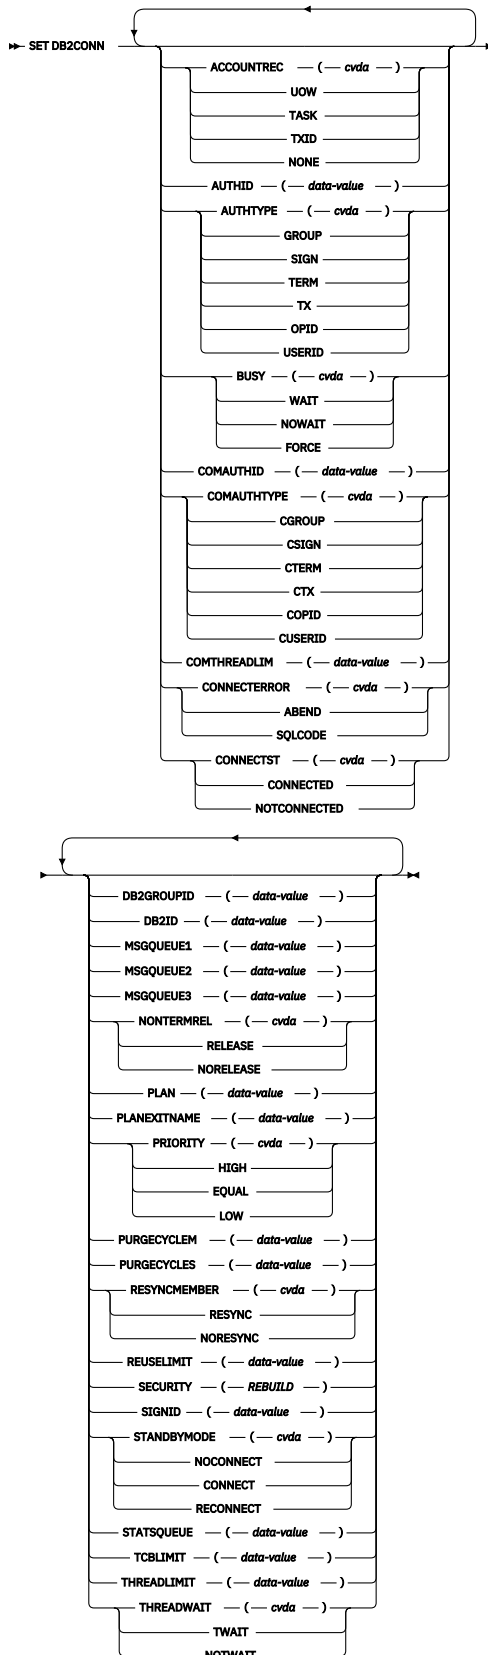 SET DB2CONN
ACCOUNTREC ( cvda )
UOW
TASK
TXID
NONE
AUTHID ( data-value )
AUTHTYPE ( cvda )
GROUP
SIGN
TERM
TX
OPID
USERID
BUSY ( cvda )
WAIT
NOWAIT
FORCE
COMAUTHID ( data-value )
COMAUTHTYPE ( cvda )
CGROUP
CSIGN
CTERM
CTX
COPID
CUSERID
COMTHREADLIM ( data-value )
CONNECTERROR ( cvda )
ABEND
SQLCODE
CONNECTST ( cvda )
CONNECTED
NOTCONNECTED
DB2GROUPID ( data-value )
DB2ID ( data-value )
MSGQUEUE1 ( data-value )
MSGQUEUE2 ( data-value )
MSGQUEUE3 ( data-value )
NONTERMREL ( cvda )
RELEASE
NORELEASE
PLAN ( data-value )
PLANEXITNAME ( data-value )
PRIORITY ( cvda )
HIGH
EQUAL
LOW
PURGECYCLEM ( data-value )
PURGECYCLES ( data-value )
RESYNCMEMBER ( cvda )
RESYNC
NORESYNC
REUSELIMIT ( data-value )
SECURITY ( REBUILD )
SIGNID ( data-value )
STANDBYMODE ( cvda )
NOCONNECT
CONNECT
RECONNECT
STATSQUEUE ( data-value )
TCBLIMIT ( data-value )
THREADLIMIT ( data-value )
THREADWAIT ( cvda )
TWAIT
NOTWAIT